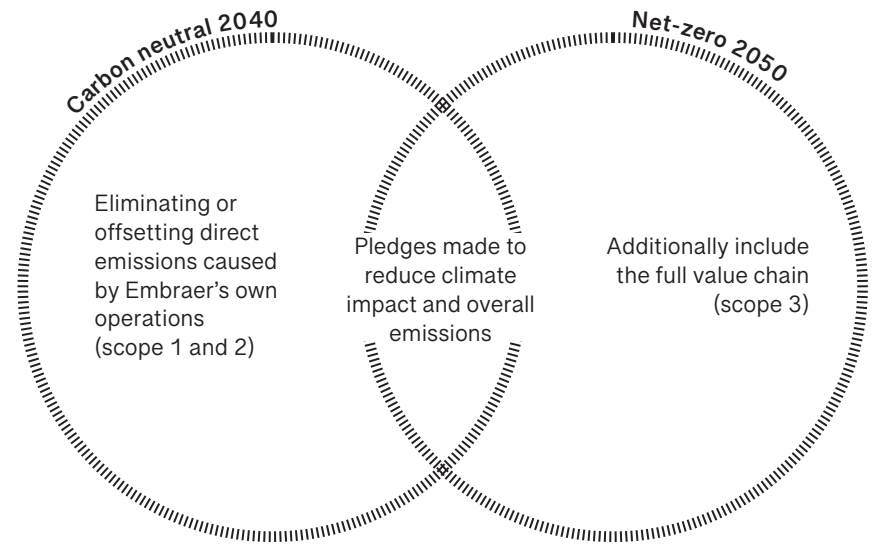 Carbon neutral 2040
Net-zero 2050
Eliminating or
offsetting direct
emissions caused
by Embraer’s own
operations
(scope 1 and 2)
Pledges made to
reduce climate
impact and overall
emissions
Additionally include
the full value chain
(scope 3)